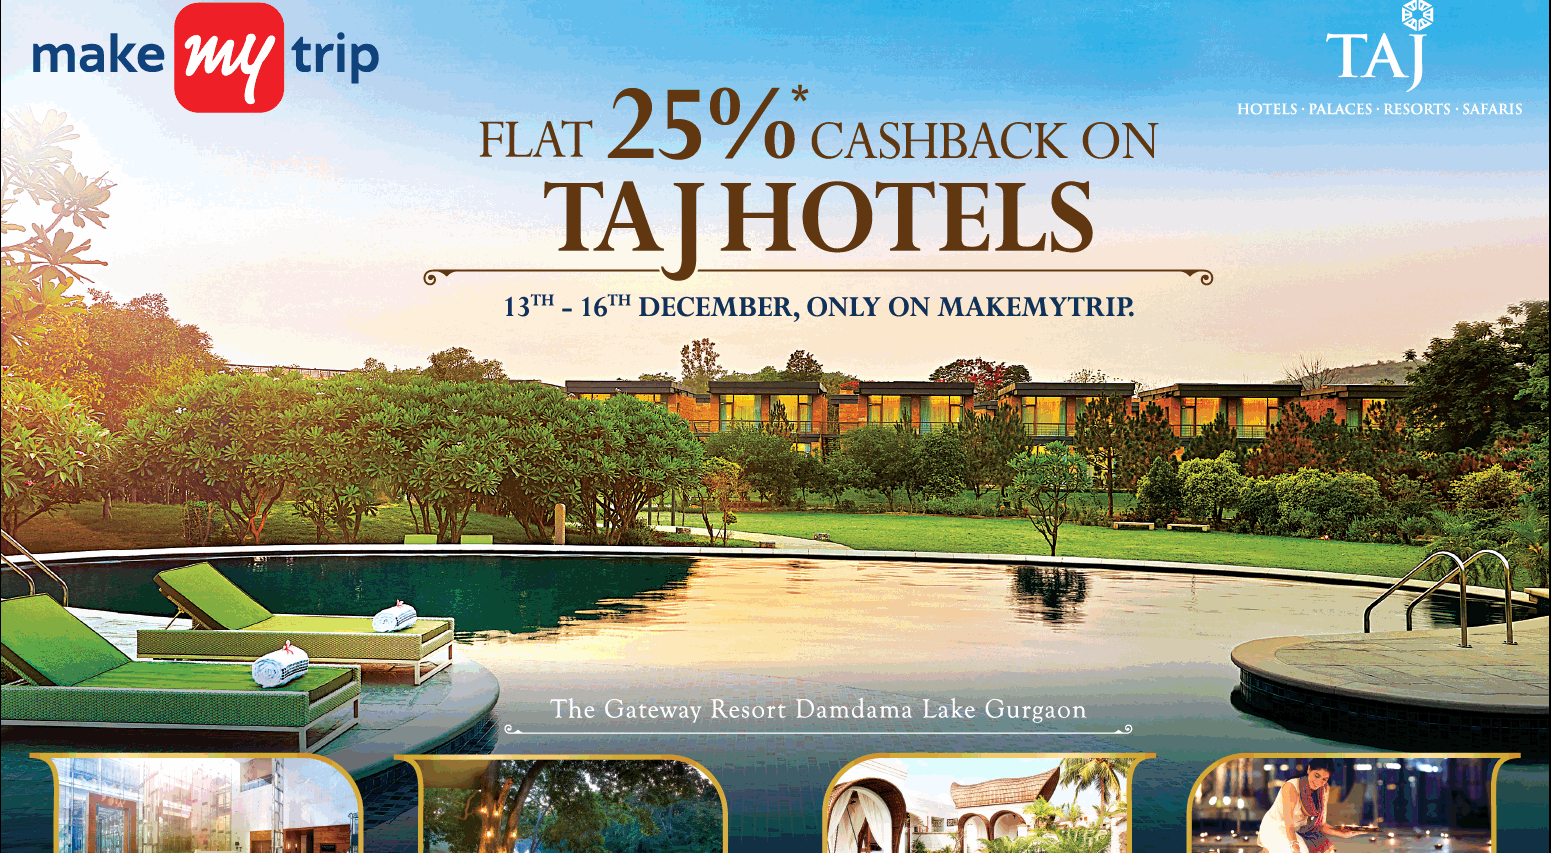 make my trip
TAJ
HOTELS · PALACES · RESORTS · SAFARIS
FLAT 25%* CASHBACK ON
TAJ HOTELS
13TH – 16TH DECEMBER, ONLY ON MAKEMYTRIP.
The Gateway Resort Damdama Lake Gurgaon